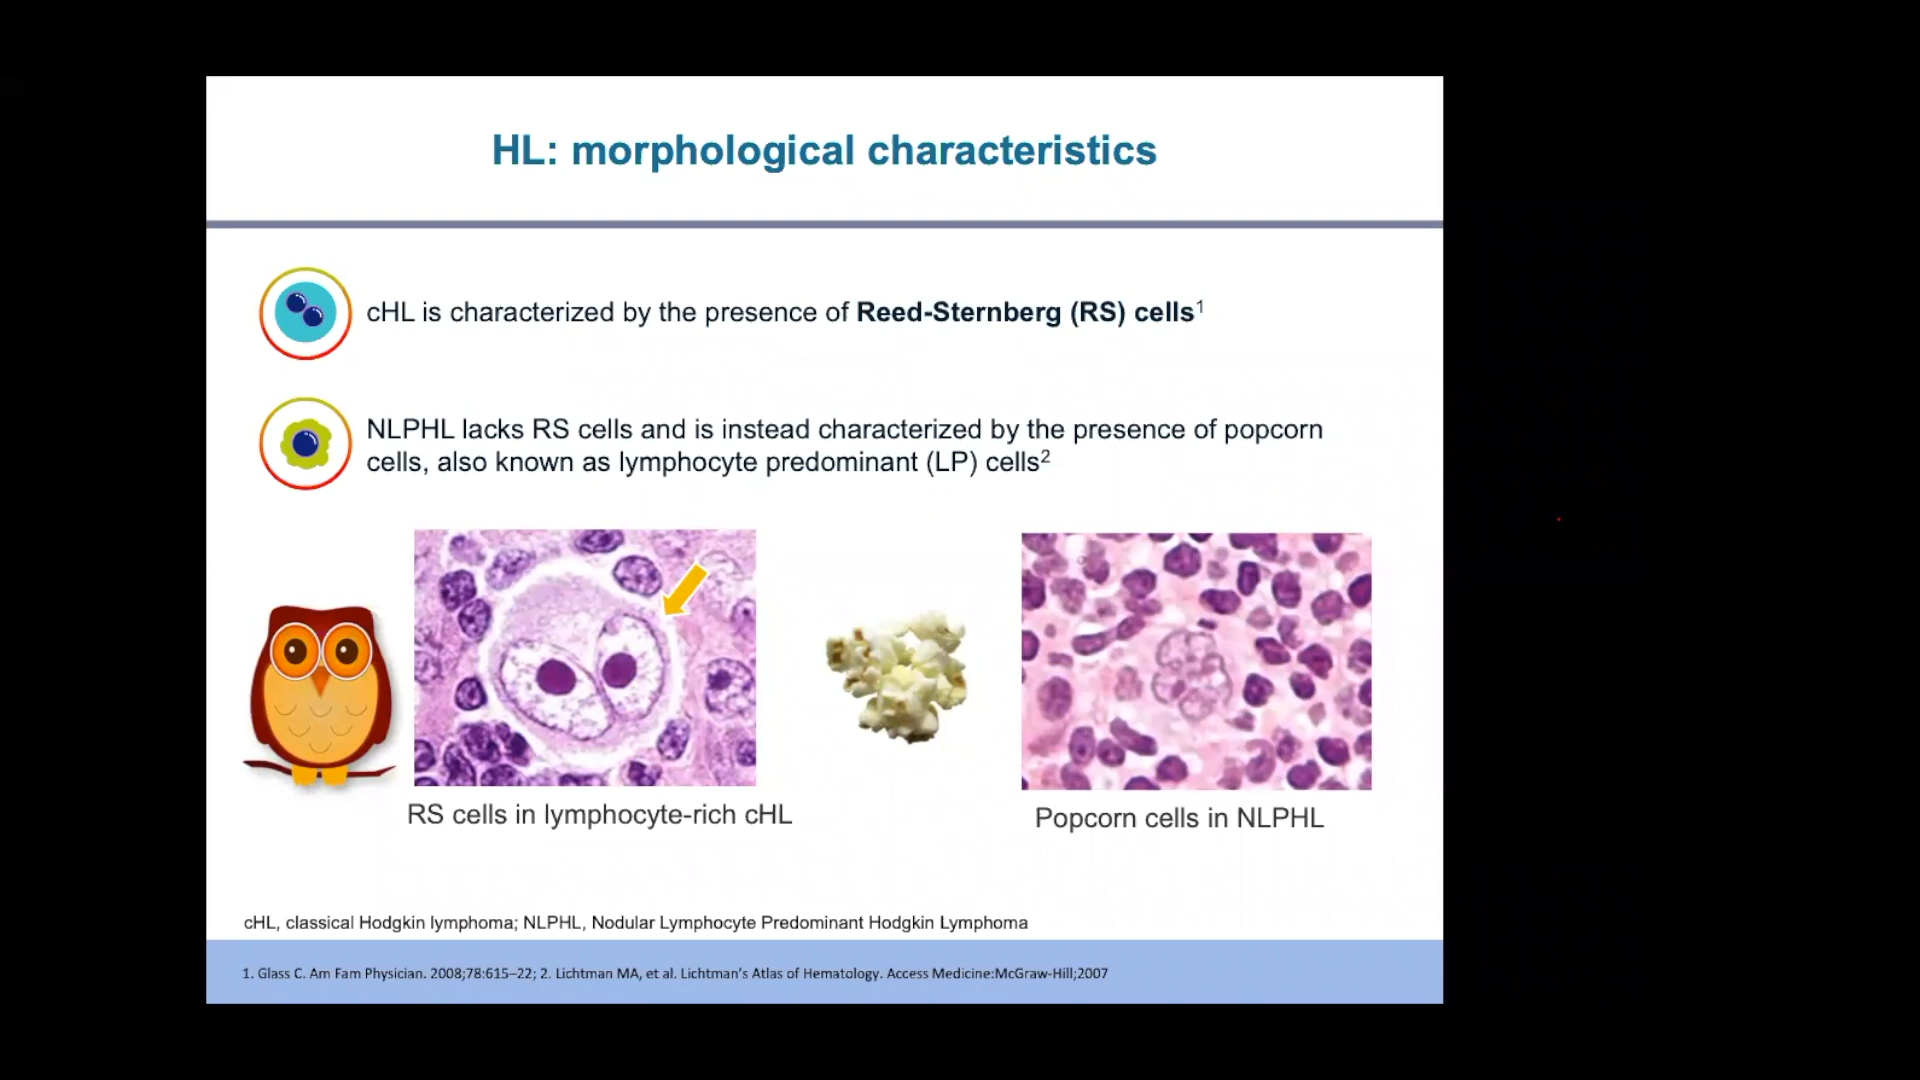 HL: morphological characteristics
cHL is characterized by the presence of Reed-Sternberg (RS) cells¹
NLPHL lacks RS cells and is instead characterized by the presence of popcorn
cells, also known as lymphocyte predominant (LP) cells²
RS cells in lymphocyte-rich cHL
Popcorn cells in NLPHL
cHL, classical Hodgkin lymphoma; NLPHL, Nodular Lymphocyte Predominant Hodgkin Lymphoma
1. Glass C. Am Fam Physician. 2008;78:615–22; 2. Lichtman MA, et al. Lichtman’s Atlas of Hematology. Access Medicine:McGraw-Hill;2007